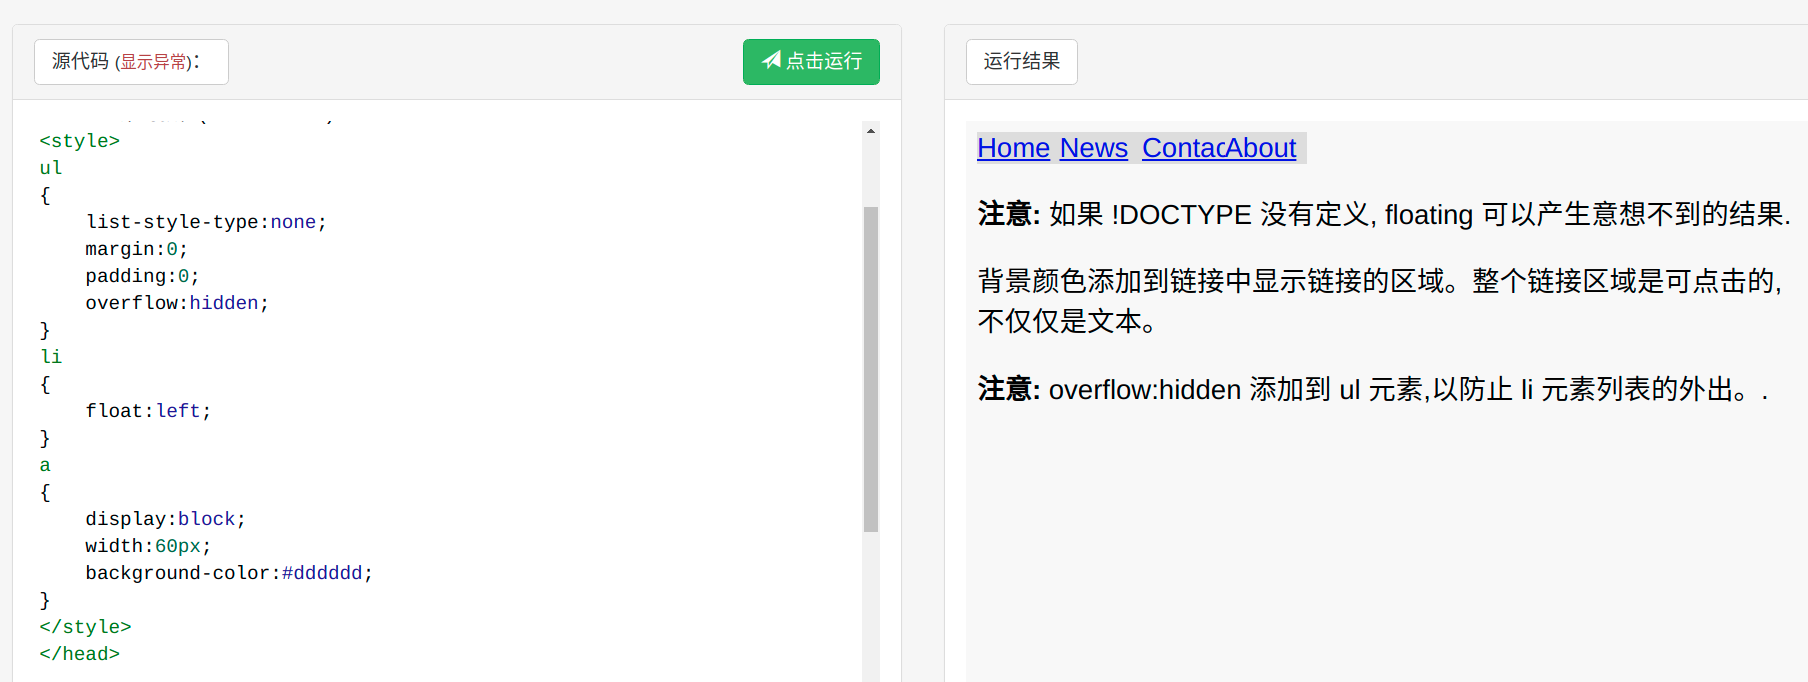 源代码 (显示异常)：
点击运行
<style>
ul
{
    list-style-type:none;
    margin:0;
    padding:0;
    overflow:hidden;
}
li
{
    float:left;
}
a
{
    display:block;
    width:60px;
    background-color:#dddddd;
}
</style>
</head>
运行结果
Home News ContacAbout
注意: 如果 !DOCTYPE 没有定义, floating 可以产生意想不到的结果.
背景颜色添加到链接中显示链接的区域。整个链接区域是可点击的,
不仅仅是文本。
注意: overflow:hidden 添加到 ul 元素,以防止 li 元素列表的外出。.